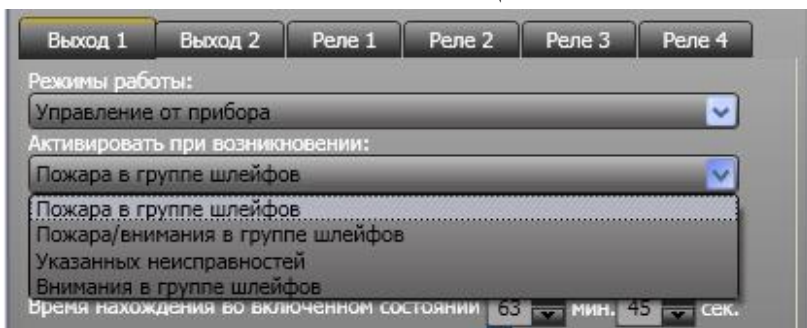 Выход 1 Выход 2 Реле 1 Реле 2 Реле 3 Реле 4
Режимы работы:
Управление от прибора
Активировать при возникновении:
Пожара в группе шлейфов
Пожара в группе шлейфов
Пожара/внимания в группе шлейфов
Указанных неисправностей
Внимания в группе шлейфов
Время нахождения во включенном состоянии 63 мин. 45 сек.